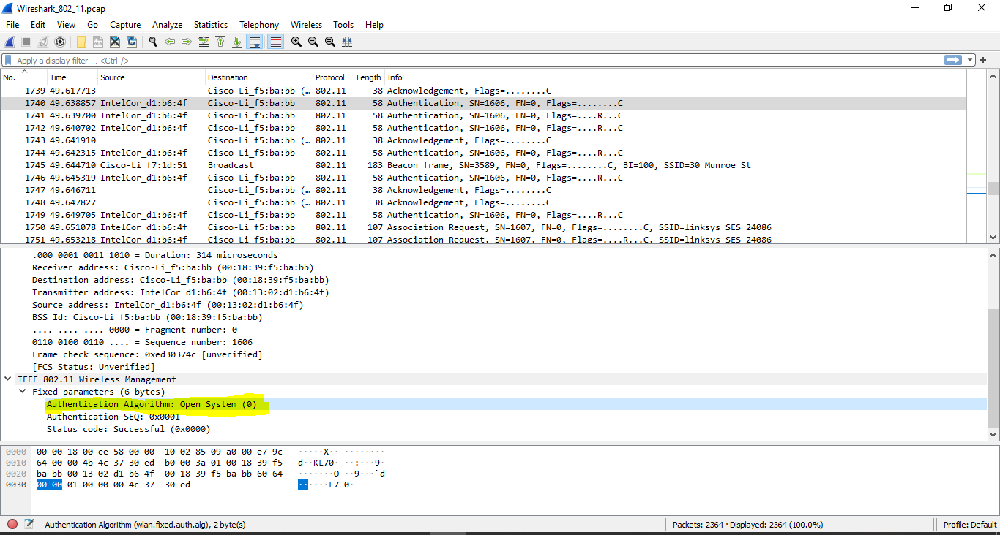 Wireshark_802_11.pcap
File Edit View Go Capture Analyze Statistics Telephony Wireless Tools Help
Apply a display filter ... <Ctrl-/>
No. Time Source Destination Protocol Length Info
1739 49.617713 Cisco-Li_f5:ba:bb (… 802.11 38 Acknowledgement, Flags=........C
1740 49.638857 IntelCor_d1:b6:4f Cisco-Li_f5:ba:bb 802.11 58 Authentication, SN=1606, FN=0, Flags=........C
1741 49.639700 IntelCor_d1:b6:4f Cisco-Li_f5:ba:bb 802.11 58 Authentication, SN=1606, FN=0, Flags=....R...C
1742 49.640702 IntelCor_d1:b6:4f Cisco-Li_f5:ba:bb 802.11 58 Authentication, SN=1606, FN=0, Flags=....R...C
1743 49.641910 Cisco-Li_f5:ba:bb (… 802.11 38 Acknowledgement, Flags=........C
1744 49.642315 IntelCor_d1:b6:4f Cisco-Li_f5:ba:bb 802.11 58 Authentication, SN=1606, FN=0, Flags=....R...C
1745 49.644710 Cisco-Li_f7:1d:51 Broadcast 802.11 183 Beacon frame, SN=3589, FN=0, Flags=........C, BI=100, SSID=30 Munroe St
1746 49.645319 IntelCor_d1:b6:4f Cisco-Li_f5:ba:bb 802.11 58 Authentication, SN=1606, FN=0, Flags=....R...C
1747 49.646711 Cisco-Li_f5:ba:bb (… 802.11 38 Acknowledgement, Flags=........C
1748 49.647827 Cisco-Li_f5:ba:bb (… 802.11 38 Acknowledgement, Flags=........C
1749 49.649705 IntelCor_d1:b6:4f Cisco-Li_f5:ba:bb 802.11 58 Authentication, SN=1606, FN=0, Flags=....R...C
1750 49.651078 IntelCor_d1:b6:4f Cisco-Li_f5:ba:bb 802.11 107 Association Request, SN=1607, FN=0, Flags=........C, SSID=linksys_SES_24086
1751 49.653218 IntelCor_d1:b6:4f Cisco-Li_f5:ba:bb 802.11 107 Association Request, SN=1607, FN=0, Flags=....R...C, SSID=linksys_SES_24086
.000 0001 0011 1010 = Duration: 314 microseconds
Receiver address: Cisco-Li_f5:ba:bb (00:18:39:f5:ba:bb)
Destination address: Cisco-Li_f5:ba:bb (00:18:39:f5:ba:bb)
Transmitter address: IntelCor_d1:b6:4f (00:13:02:d1:b6:4f)
Source address: IntelCor_d1:b6:4f (00:13:02:d1:b6:4f)
BSS Id: Cisco-Li_f5:ba:bb (00:18:39:f5:ba:bb)
.... .... .... 0000 = Fragment number: 0
0110 0100 0110 .... = Sequence number: 1606
Frame check sequence: 0xed30374c [unverified]
[FCS Status: Unverified]
IEEE 802.11 Wireless Management
Fixed parameters (6 bytes)
Authentication Algorithm: Open System (0)
Authentication SEQ: 0x0001
Status code: Successful (0x0000)
0000 00 00 18 00 ee 58 00 00 10 02 85 09 a0 00 e7 9c ·····X·· ········
0010 64 00 00 4b 4c 37 30 ed b0 00 3a 01 00 18 39 f5 d··KL70· ··:···9·
0020 ba bb 00 13 02 d1 b6 4f 00 18 39 f5 ba bb 60 64 ·······O ··9···`d
0030 00 00 01 00 00 00 4c 37 30 ed ······L7 0·
Authentication Algorithm (wlan.fixed.auth.alg), 2 byte(s) Packets: 2364 · Displayed: 2364 (100.0%) Profile: Default